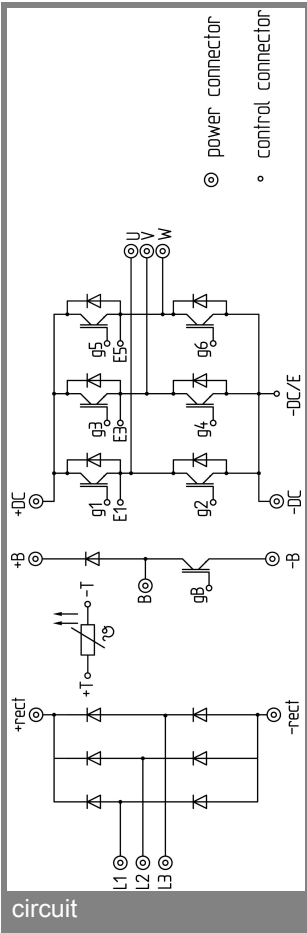 power connector
control connector
U
V
W
g5
E5
g6
g3
E3
g4
g1
E1
g2
+DC
-DC
-DC/E
+B
B
gB
-B
+T
-T
ϑ
+rect
-rect
L1
L2
L3
circuit